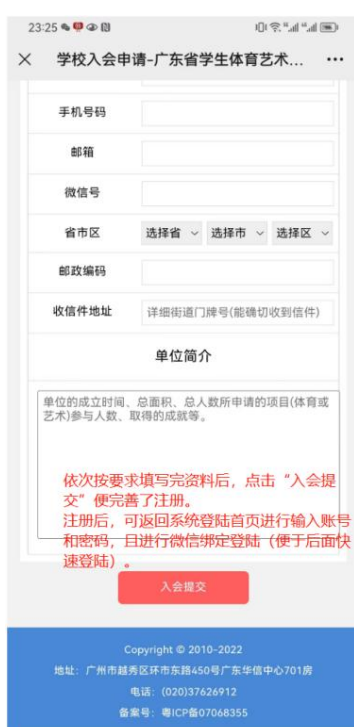 23:25
学校入会申请-广东省学生体育艺术...
手机号码
邮箱
微信号
省市区 选择省 选择市 选择区
邮政编码
收信件地址 详细街道门牌号(能确切收到信件)
单位简介
单位的成立时间、总面积、总人数所申请的项目(体育或
艺术)参与人数、取得的成就等。
依次按要求填写完资料后，点击“入会提
交”便完善了注册。
注册后，可返回系统登陆首页进行输入账号
和密码，且进行微信绑定登陆（便于后面快
速登陆）。
入会提交
Copyright © 2010-2022
地址：广州市越秀区环市东路450号广东华信中心701房
电话：(020)37626912
备案号：粤ICP备07068355